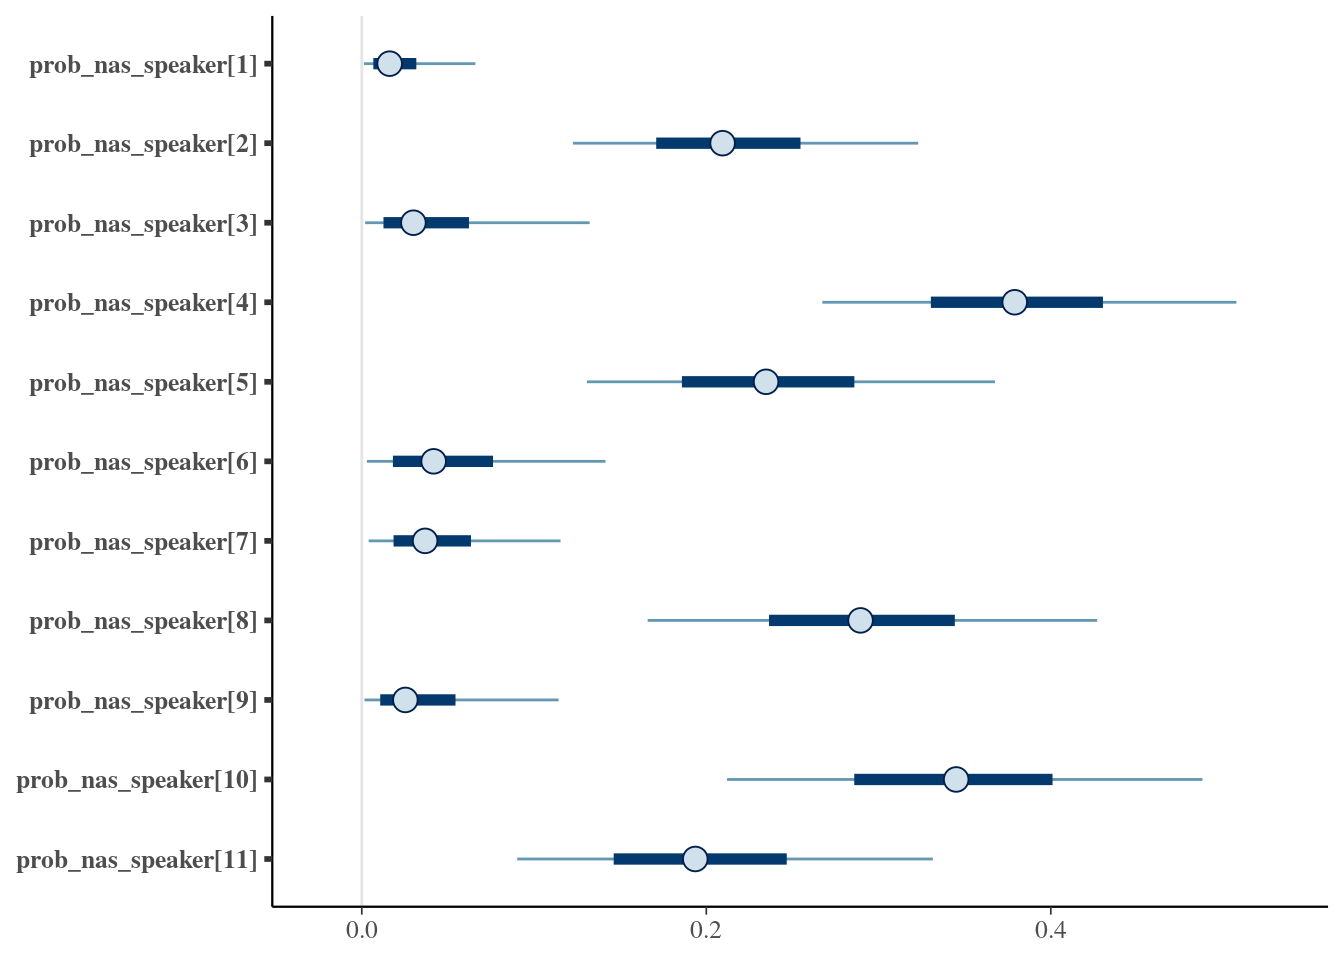 prob_nas_speaker[1]
prob_nas_speaker[2]
prob_nas_speaker[3]
prob_nas_speaker[4]
prob_nas_speaker[5]
prob_nas_speaker[6]
prob_nas_speaker[7]
prob_nas_speaker[8]
prob_nas_speaker[9]
prob_nas_speaker[10]
prob_nas_speaker[11]
0.0 0.2 0.4